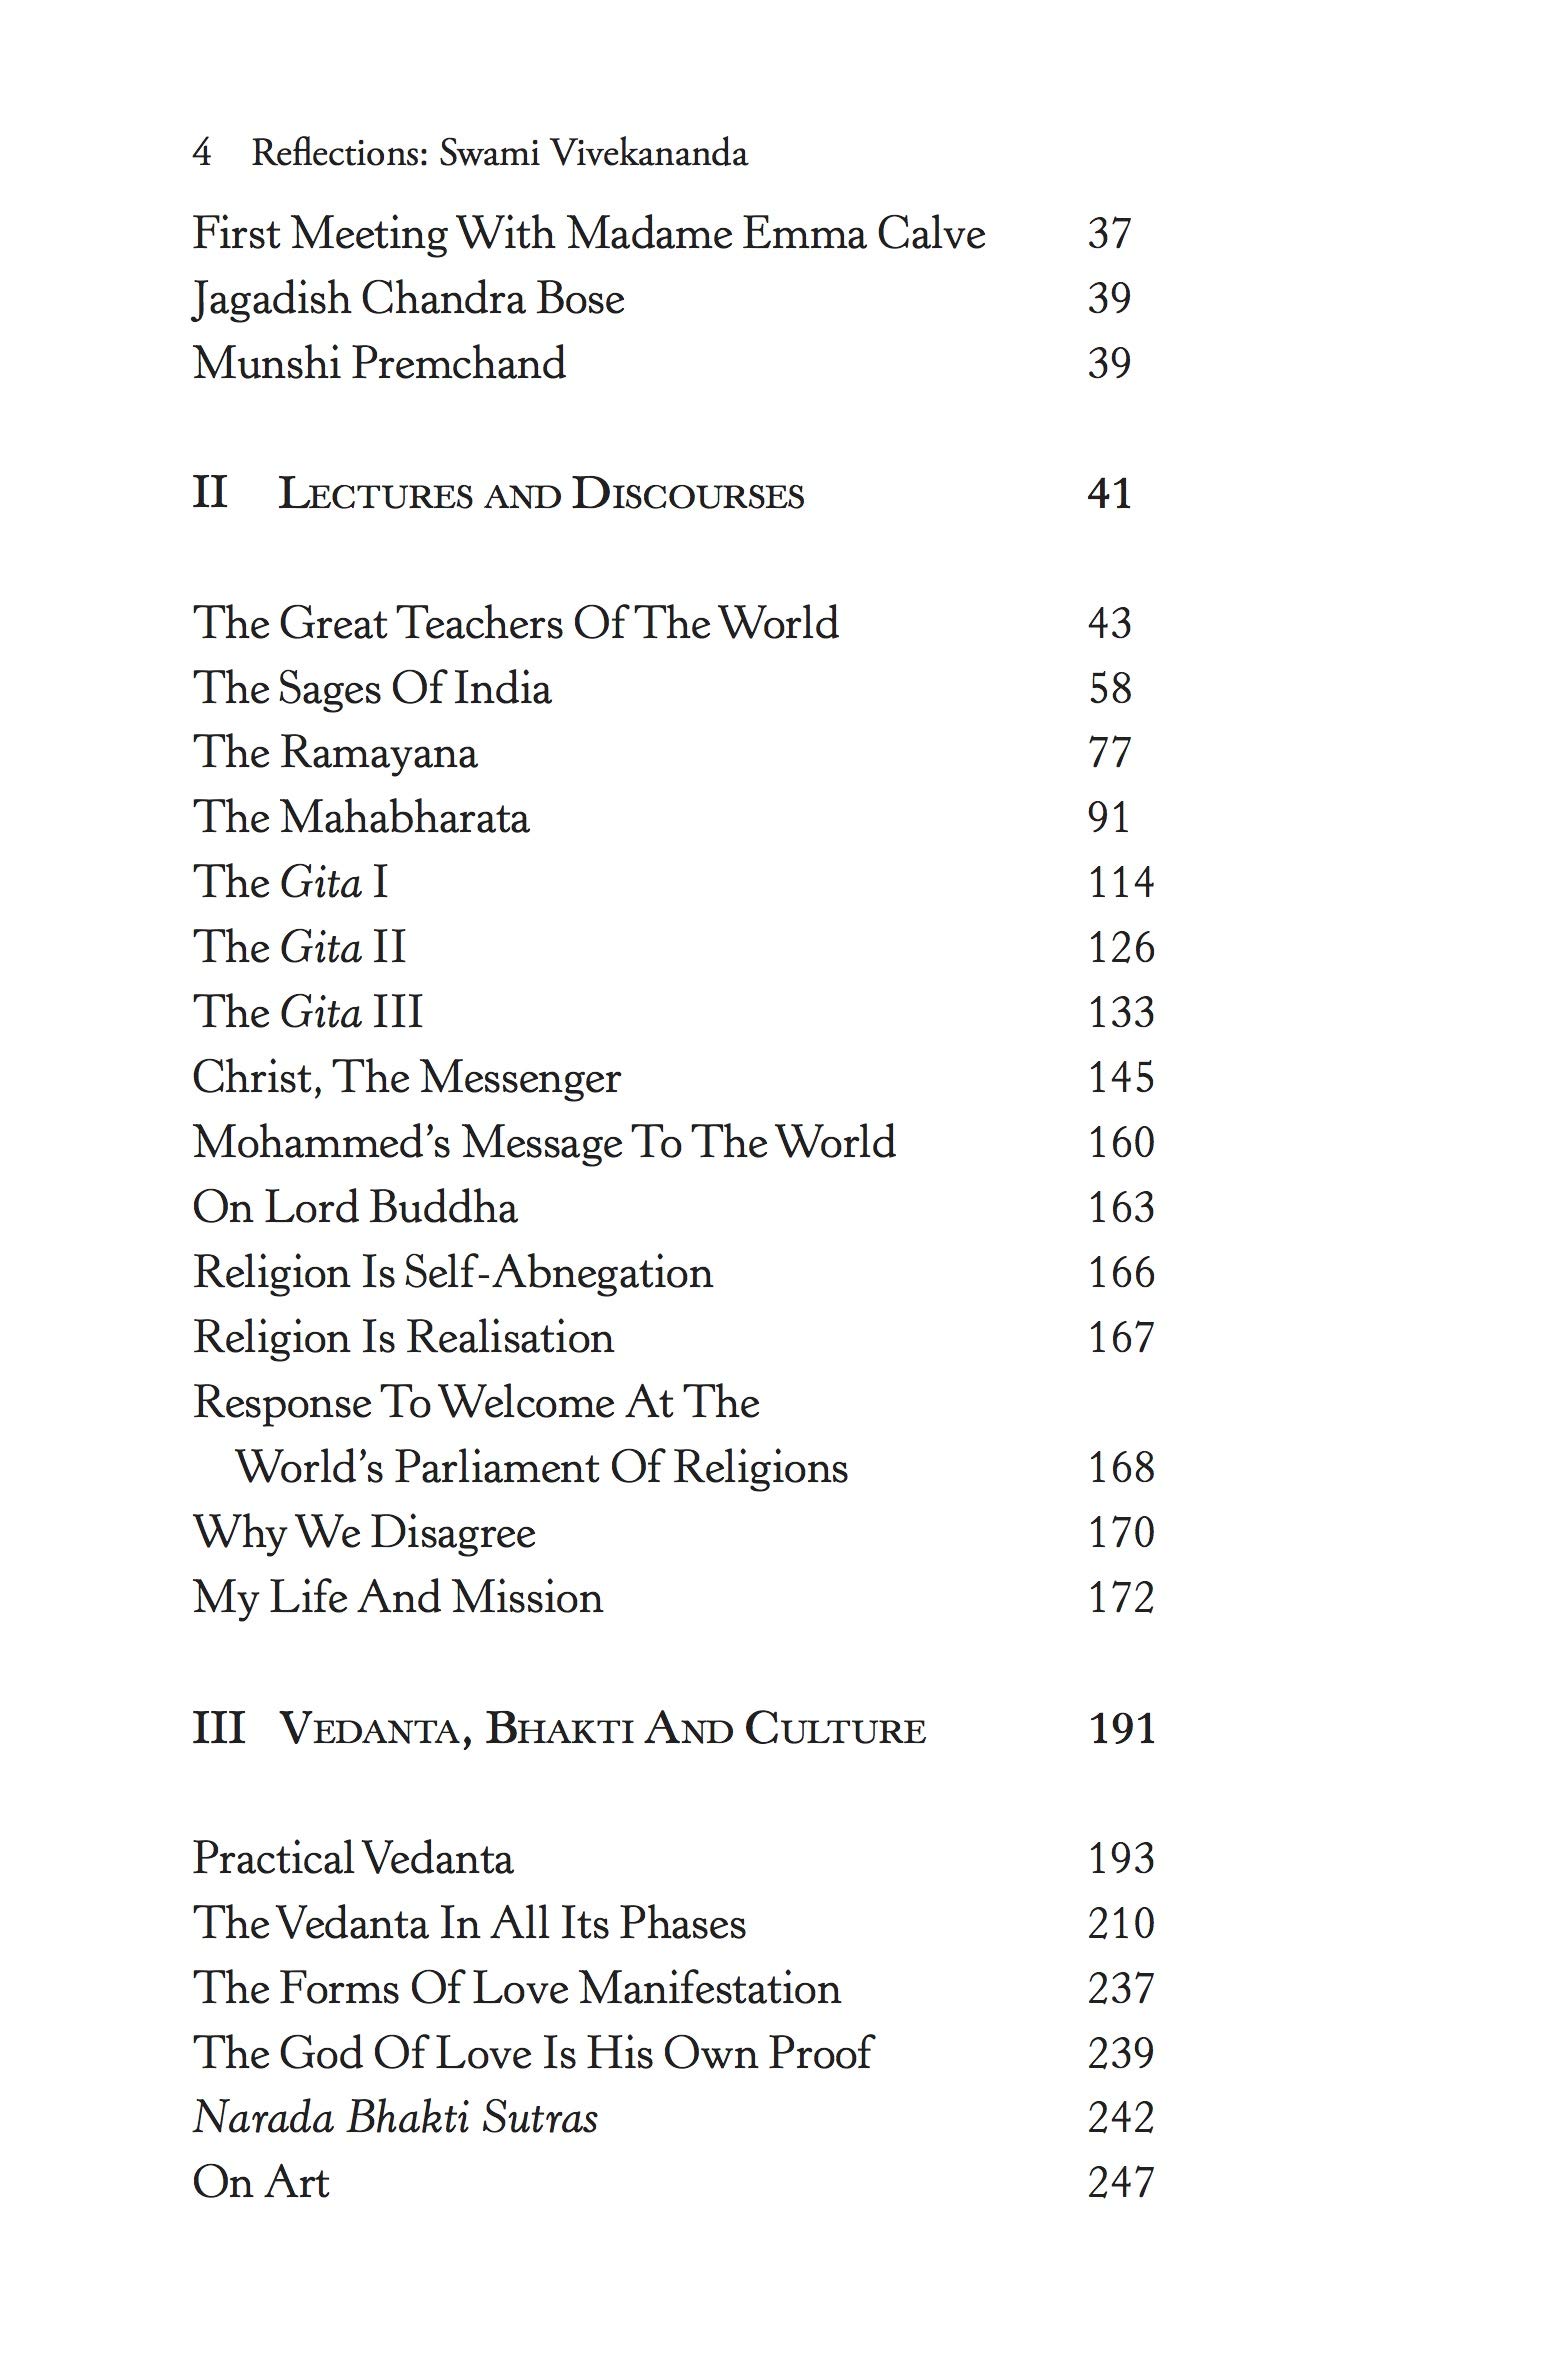 4 Reflections: Swami Vivekananda
First Meeting With Madame Emma Calve 37
Jagadish Chandra Bose 39
Munshi Premchand 39
II Lectures and Discourses 41
The Great Teachers Of The World 43
The Sages Of India 58
The Ramayana 77
The Mahabharata 91
The Gita I 114
The Gita II 126
The Gita III 133
Christ, The Messenger 145
Mohammed’s Message To The World 160
On Lord Buddha 163
Religion Is Self-Abnegation 166
Religion Is Realisation 167
Response To Welcome At The
World’s Parliament Of Religions 168
Why We Disagree 170
My Life And Mission 172
III Vedanta, Bhakti And Culture 191
Practical Vedanta 193
The Vedanta In All Its Phases 210
The Forms Of Love Manifestation 237
The God Of Love Is His Own Proof 239
Narada Bhakti Sutras 242
On Art 247